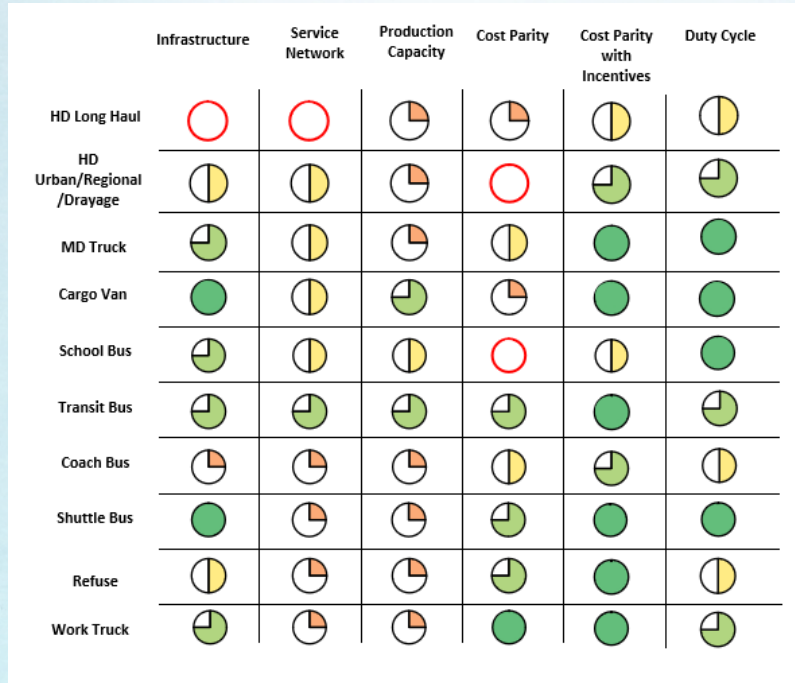 Infrastructure
Service
Network
Production
Capacity
Cost Parity
Cost Parity
with
Incentives
Duty Cycle
HD Long Haul
HD
Urban/Regional
/Drayage
MD Truck
Cargo Van
School Bus
Transit Bus
Coach Bus
Shuttle Bus
Refuse
Work Truck